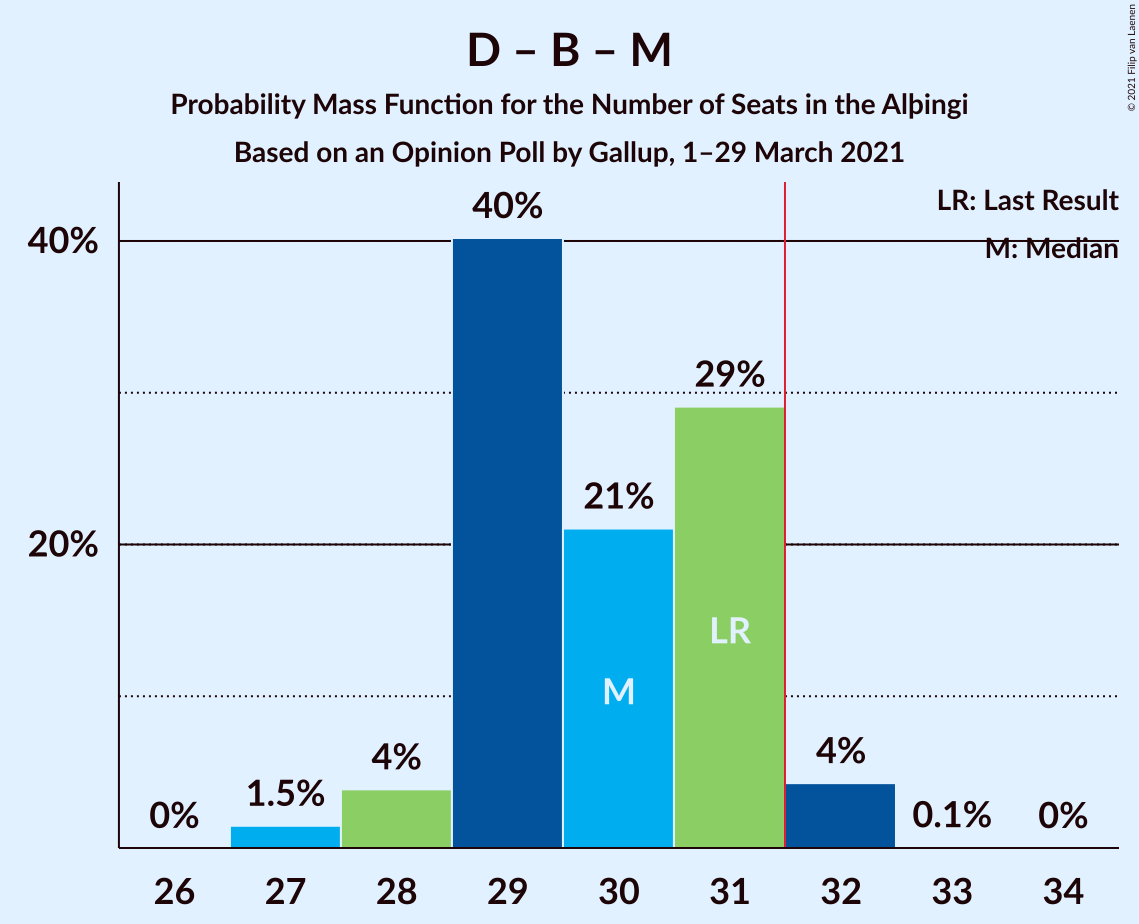 D – B – M
Probability Mass Function for the Number of Seats in the Alþingi
Based on an Opinion Poll by Gallup, 1–29 March 2021
© 2021 Filip van Laenen
LR: Last Result
M: Median
40%
20%
0%
1.5%
4%
40%
21%
29%
4%
0.1%
0%
M
LR
26 27 28 29 30 31 32 33 34